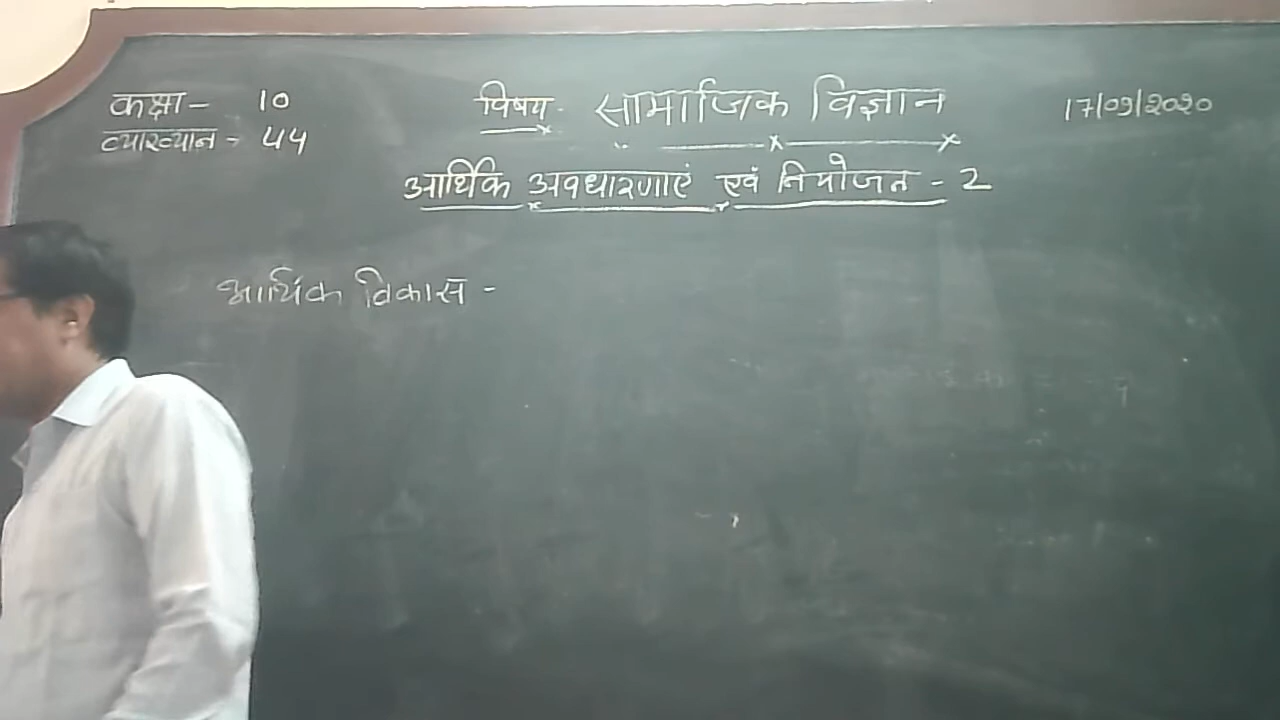 कक्षा - 10
विषय - सामाजिक विज्ञान
17/09/2020
व्याख्यान - 44
आर्थिक अवधारणाएं एवं नियोजन - 2
आर्थिक विकास -